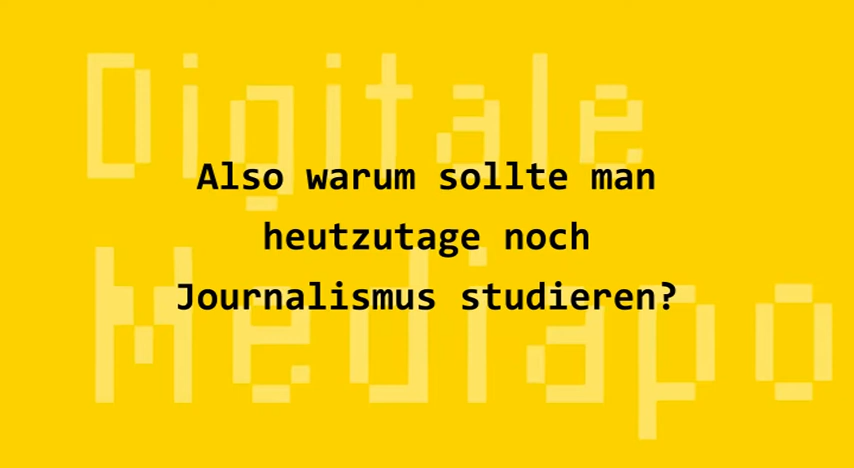 Digitale
Also warum sollte man
heutzutage noch
Journalismus studieren?
Mediapo